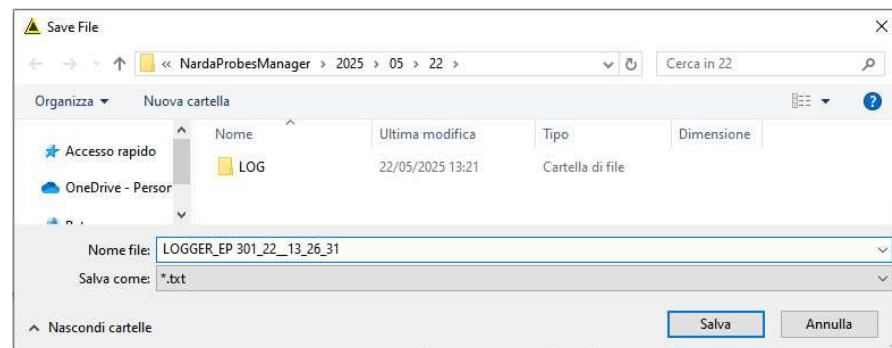 Save File
« NardaProbesManager › 2025 › 05 › 22 ›
Cerca in 22
Organizza
Nuova cartella
Nome
Ultima modifica
Tipo
Dimensione
Accesso rapido
OneDrive - Person
LOG
22/05/2025 13:21
Cartella di file
Nome file: LOGGER_EP 301_22__13_26_31
Salva come: *.txt
Nascondi cartelle
Salva
Annulla